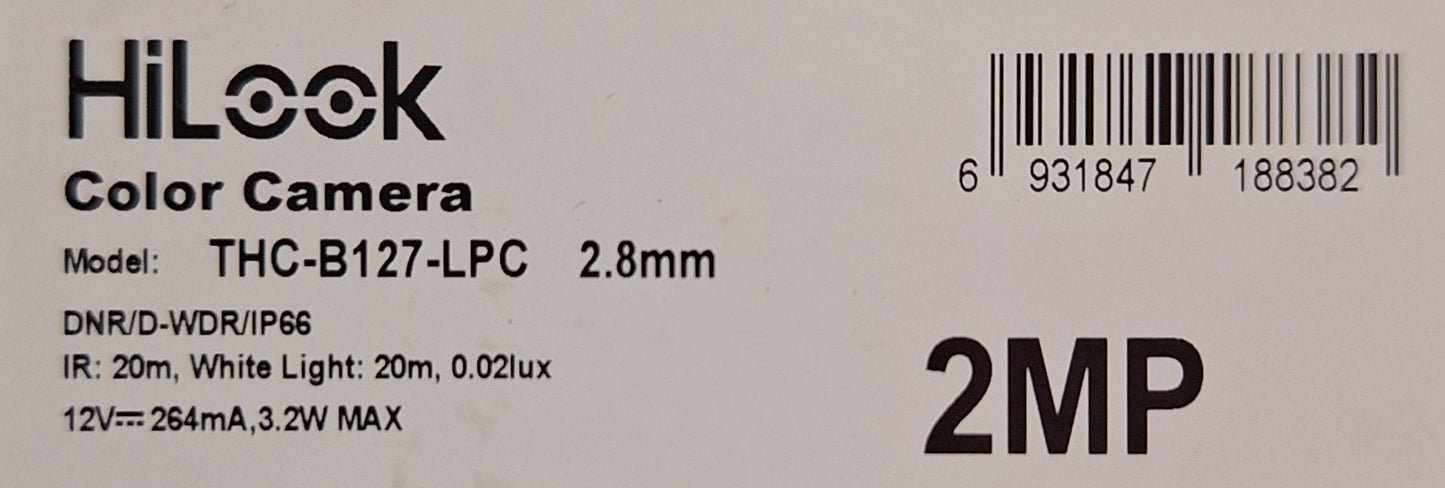 HiLook
Color Camera
Model: THC-B127-LPC 2.8mm
DNR/D-WDR/IP66
IR: 20m, White Light: 20m, 0.02lux
12V⎓264mA,3.2W MAX
6 931847 188382
2MP